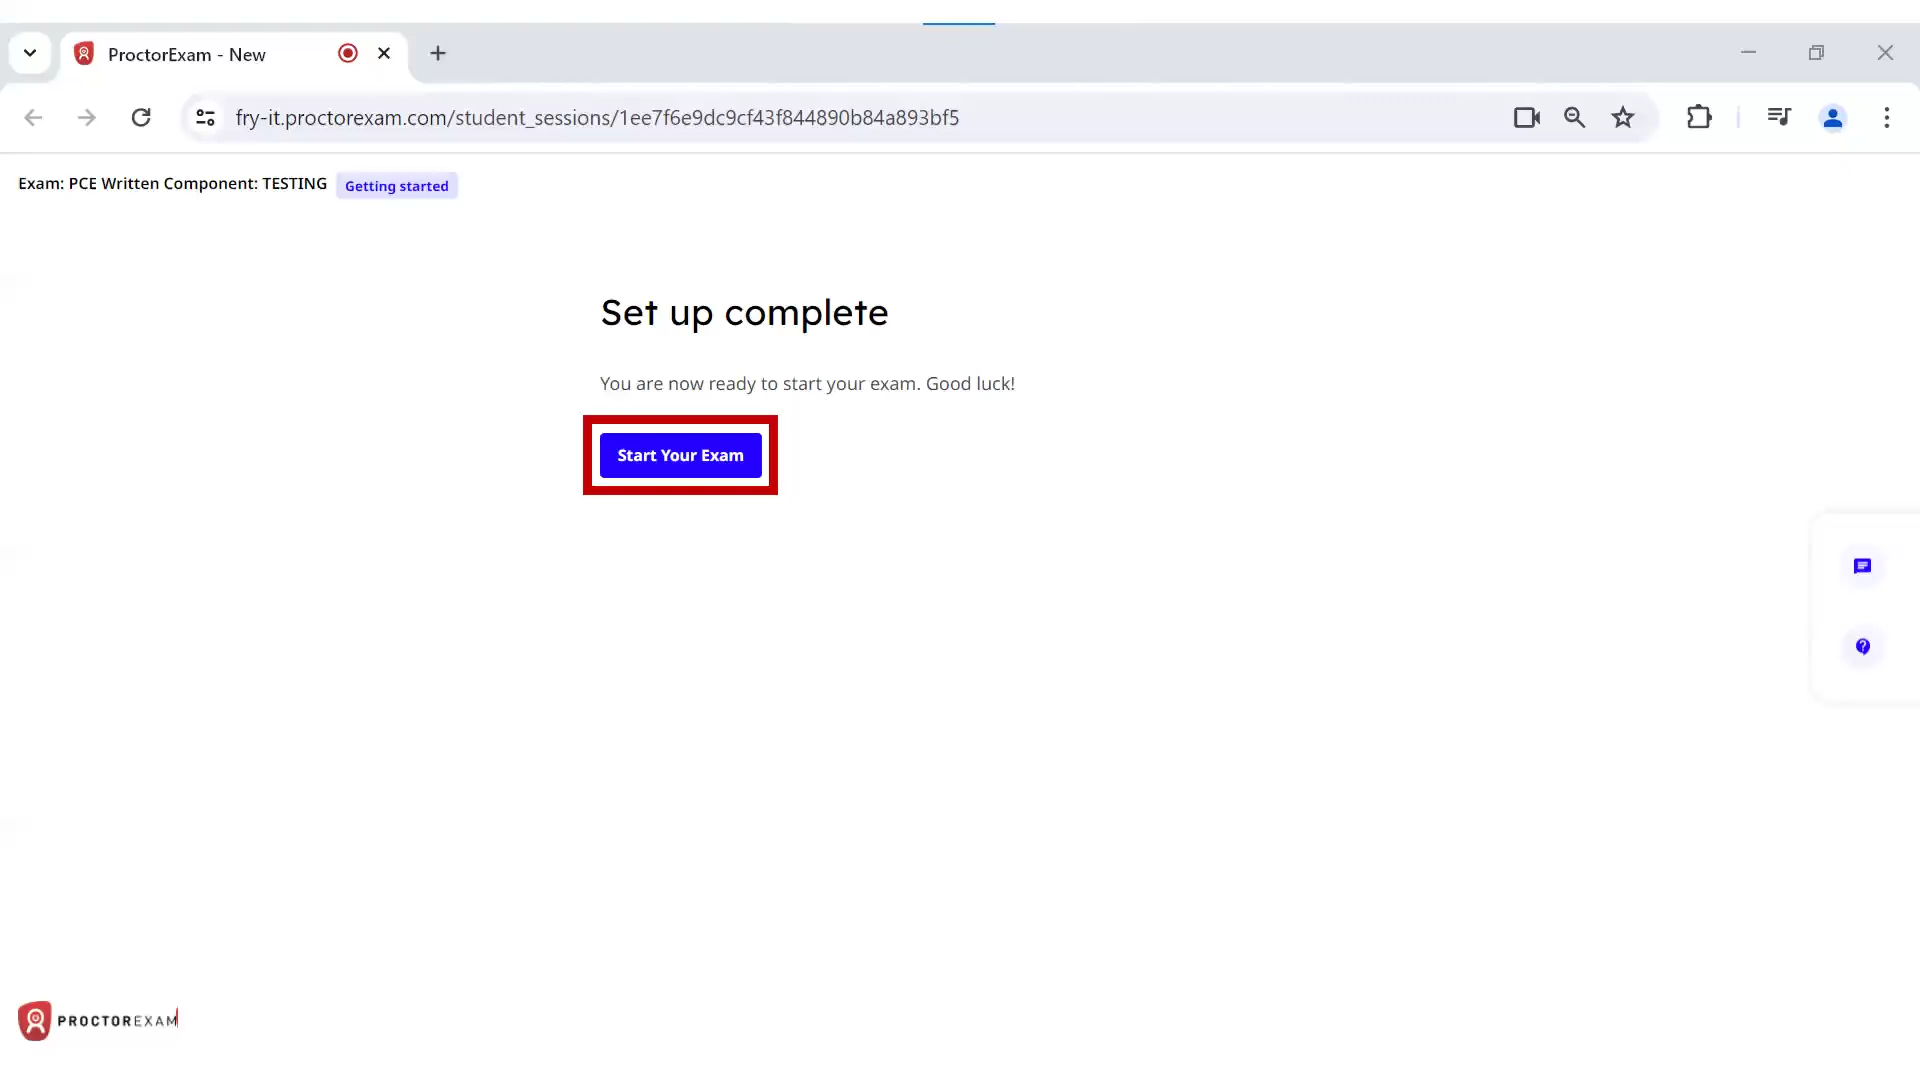 ProctorExam - New
fry-it.proctorexam.com/student_sessions/1ee7f6e9dc9cf43f844890b84a893bf5
Exam: PCE Written Component: TESTING Getting started
Set up complete
You are now ready to start your exam. Good luck!
Start Your Exam
PROCTOREXAM